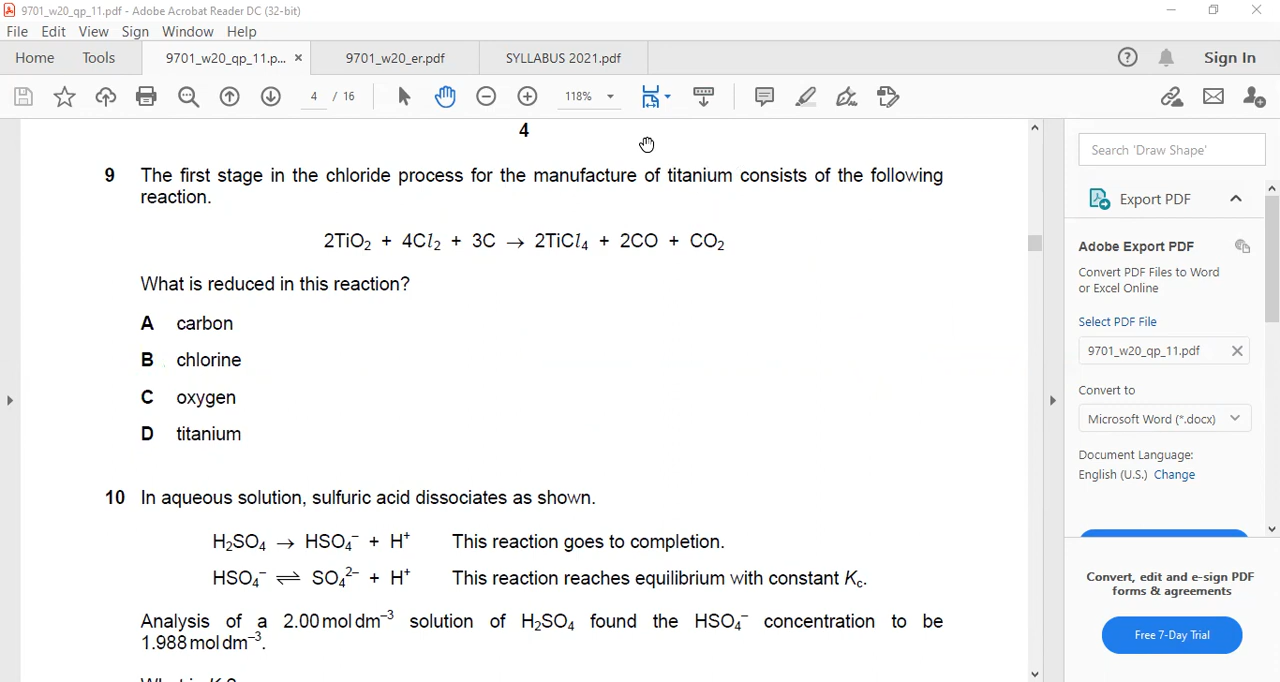 9701_w20_qp_11.pdf - Adobe Acrobat Reader DC (32-bit)
File Edit View Sign Window Help
Home Tools 9701_w20_qp_11.p... × 9701_w20_er.pdf SYLLABUS 2021.pdf Sign In
4 / 16 118%
4
9 The first stage in the chloride process for the manufacture of titanium consists of the following
reaction.
2TiO₂ + 4Cl₂ + 3C → 2TiCl₄ + 2CO + CO₂
What is reduced in this reaction?
A carbon
B chlorine
C oxygen
D titanium
10 In aqueous solution, sulfuric acid dissociates as shown.
H₂SO₄ → HSO₄⁻ + H⁺ This reaction goes to completion.
HSO₄⁻ ⇌ SO₄²⁻ + H⁺ This reaction reaches equilibrium with constant Kc.
Analysis of a 2.00 mol dm⁻³ solution of H₂SO₄ found the HSO₄⁻ concentration to be
1.988 mol dm⁻³.
What is Kc?
Search 'Draw Shape'
Export PDF
Adobe Export PDF
Convert PDF Files to Word
or Excel Online
Select PDF File
9701_w20_qp_11.pdf
Convert to
Microsoft Word (*.docx)
Document Language:
English (U.S.) Change
Convert, edit and e-sign PDF
forms & agreements
Free 7-Day Trial